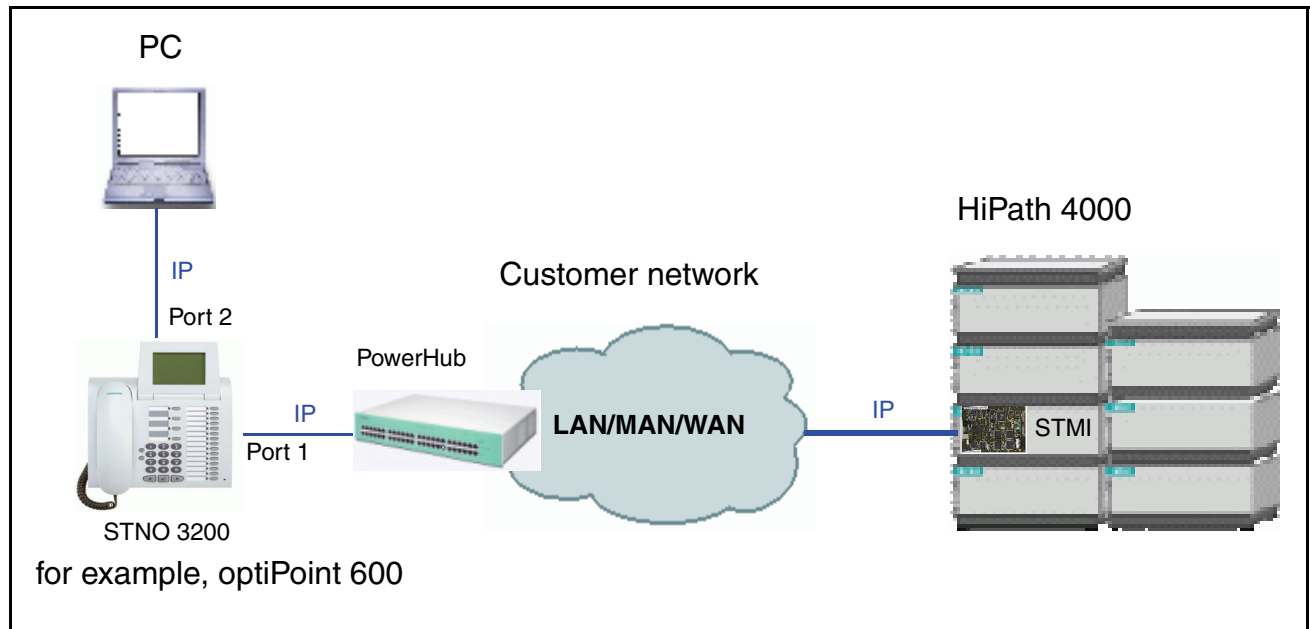 PC
IP
Port 2
HiPath 4000
Customer network
PowerHub
IP
Port 1
LAN/MAN/WAN
IP
STMI
STNO 3200
for example, optiPoint 600